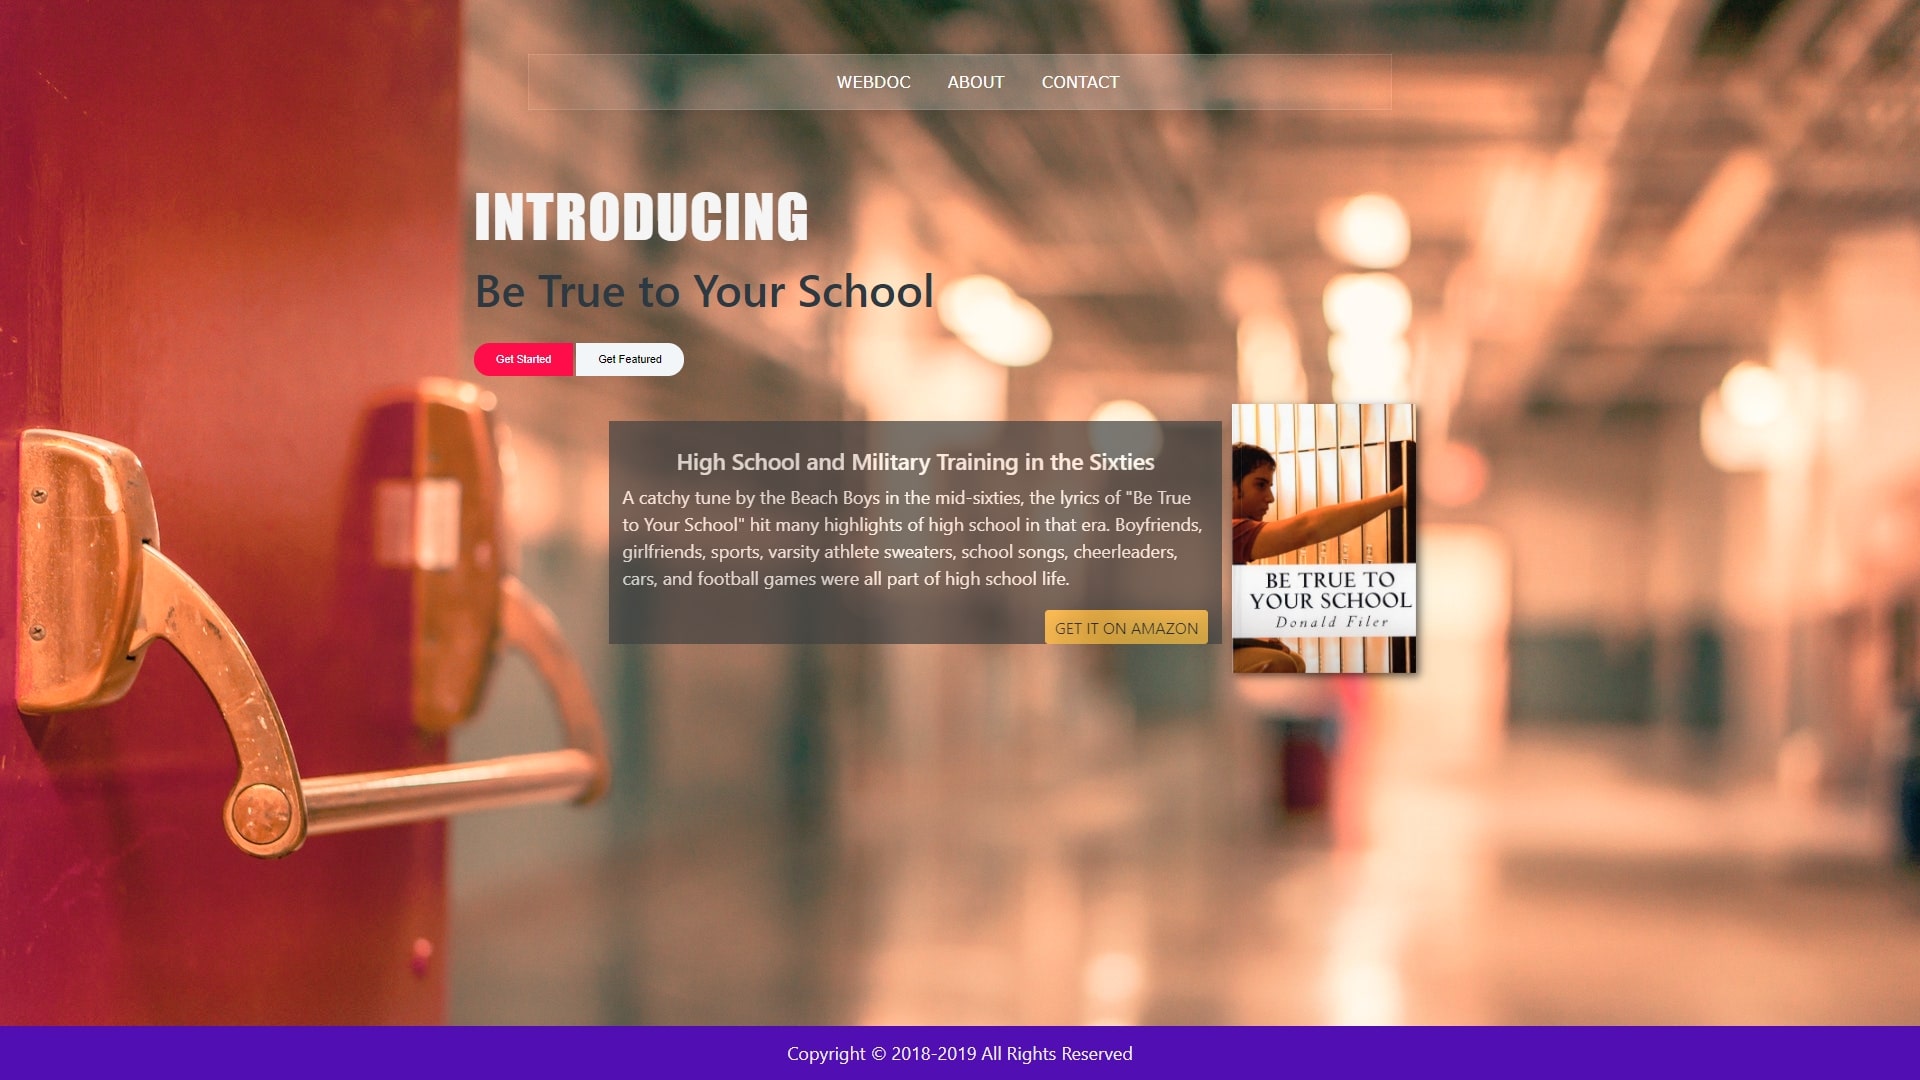 WEBDOC ABOUT CONTACT
INTRODUCING
Be True to Your School
Get Started Get Featured
High School and Military Training in the Sixties
A catchy tune by the Beach Boys in the mid-sixties, the lyrics of "Be True
to Your School" hit many highlights of high school in that era. Boyfriends,
girlfriends, sports, varsity athlete sweaters, school songs, cheerleaders,
cars, and football games were all part of high school life.
GET IT ON AMAZON
BE TRUE TO
YOUR SCHOOL
Donald Filer
Copyright © 2018-2019 All Rights Reserved